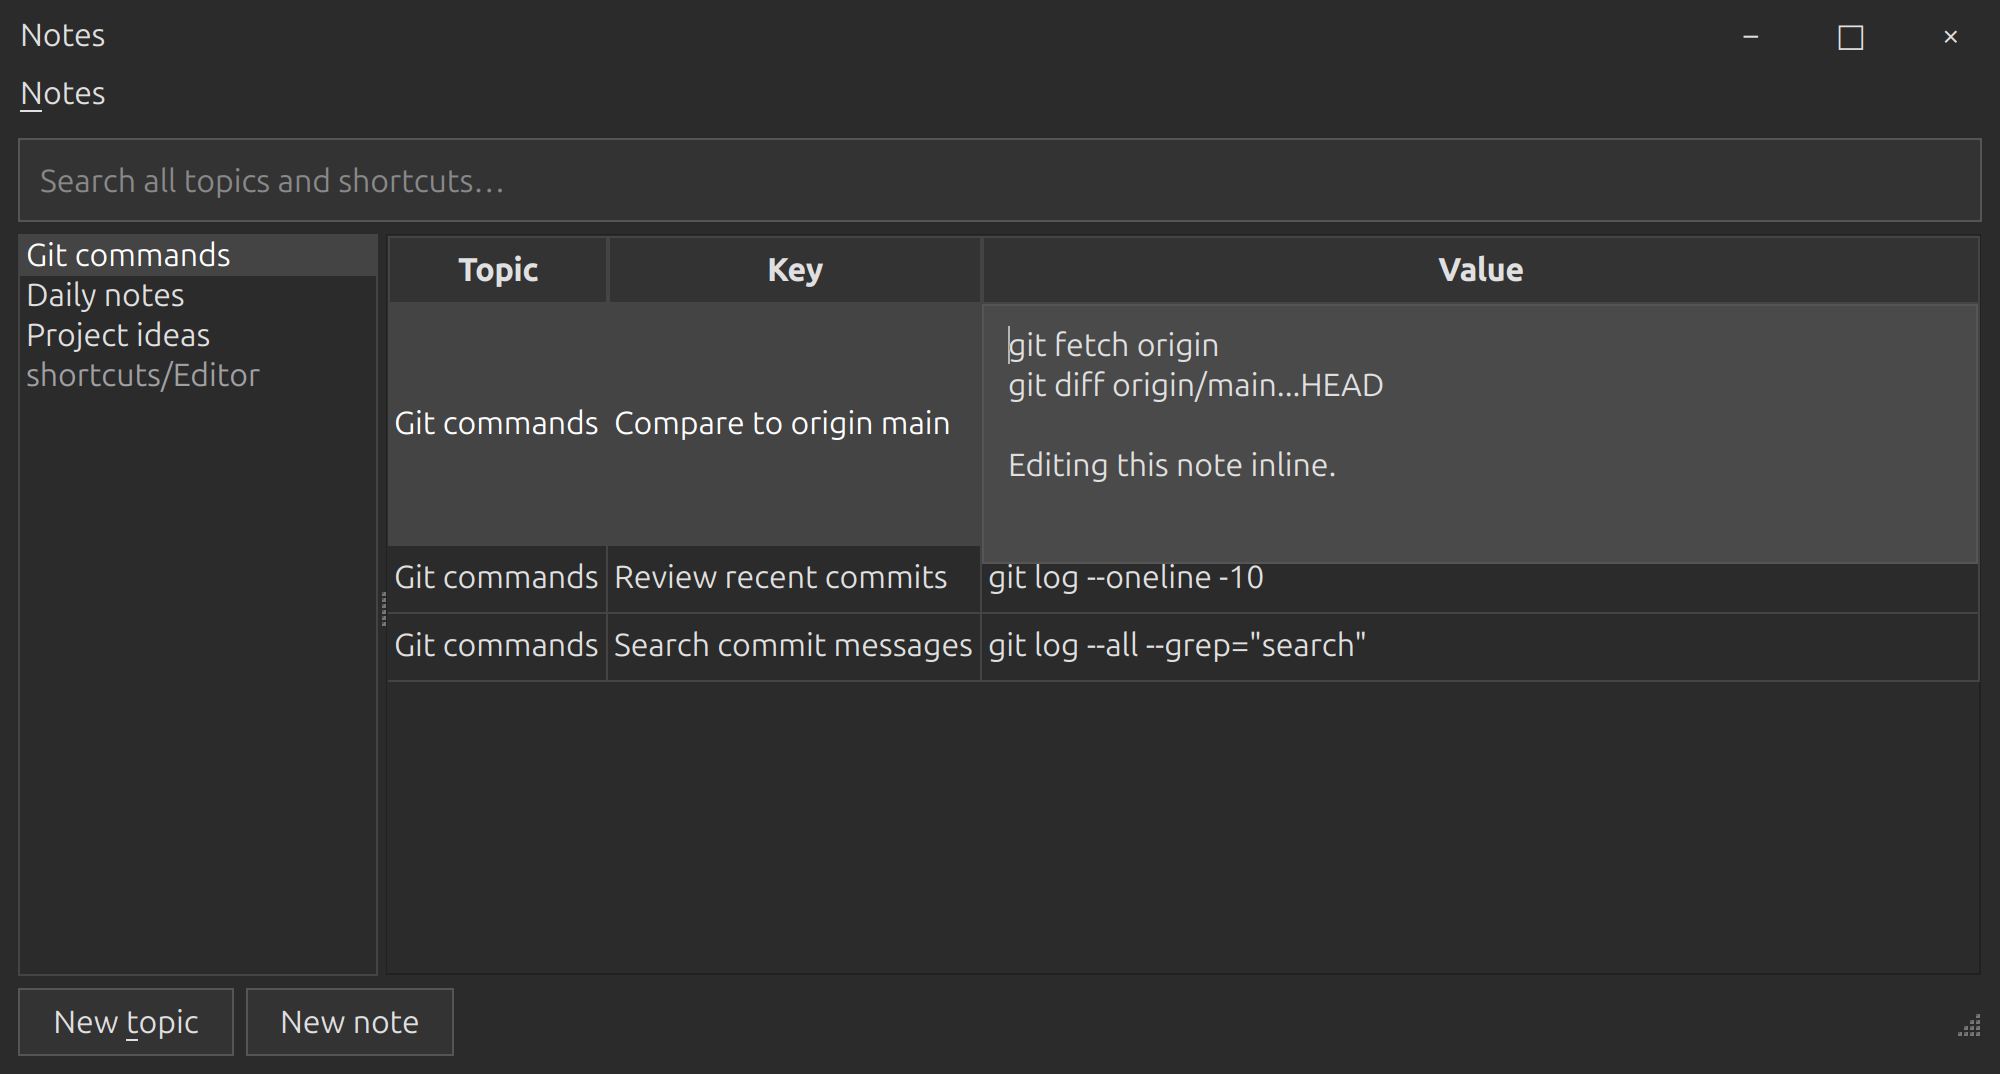 Notes
Notes
Search all topics and shortcuts...
Git commands
Daily notes
Project ideas
shortcuts/Editor
Topic Key Value
Git commands Compare to origin main
git fetch origin
git diff origin/main...HEAD
Editing this note inline.
Git commands Review recent commits git log --oneline -10
Git commands Search commit messages git log --all --grep="search"
New topic New note